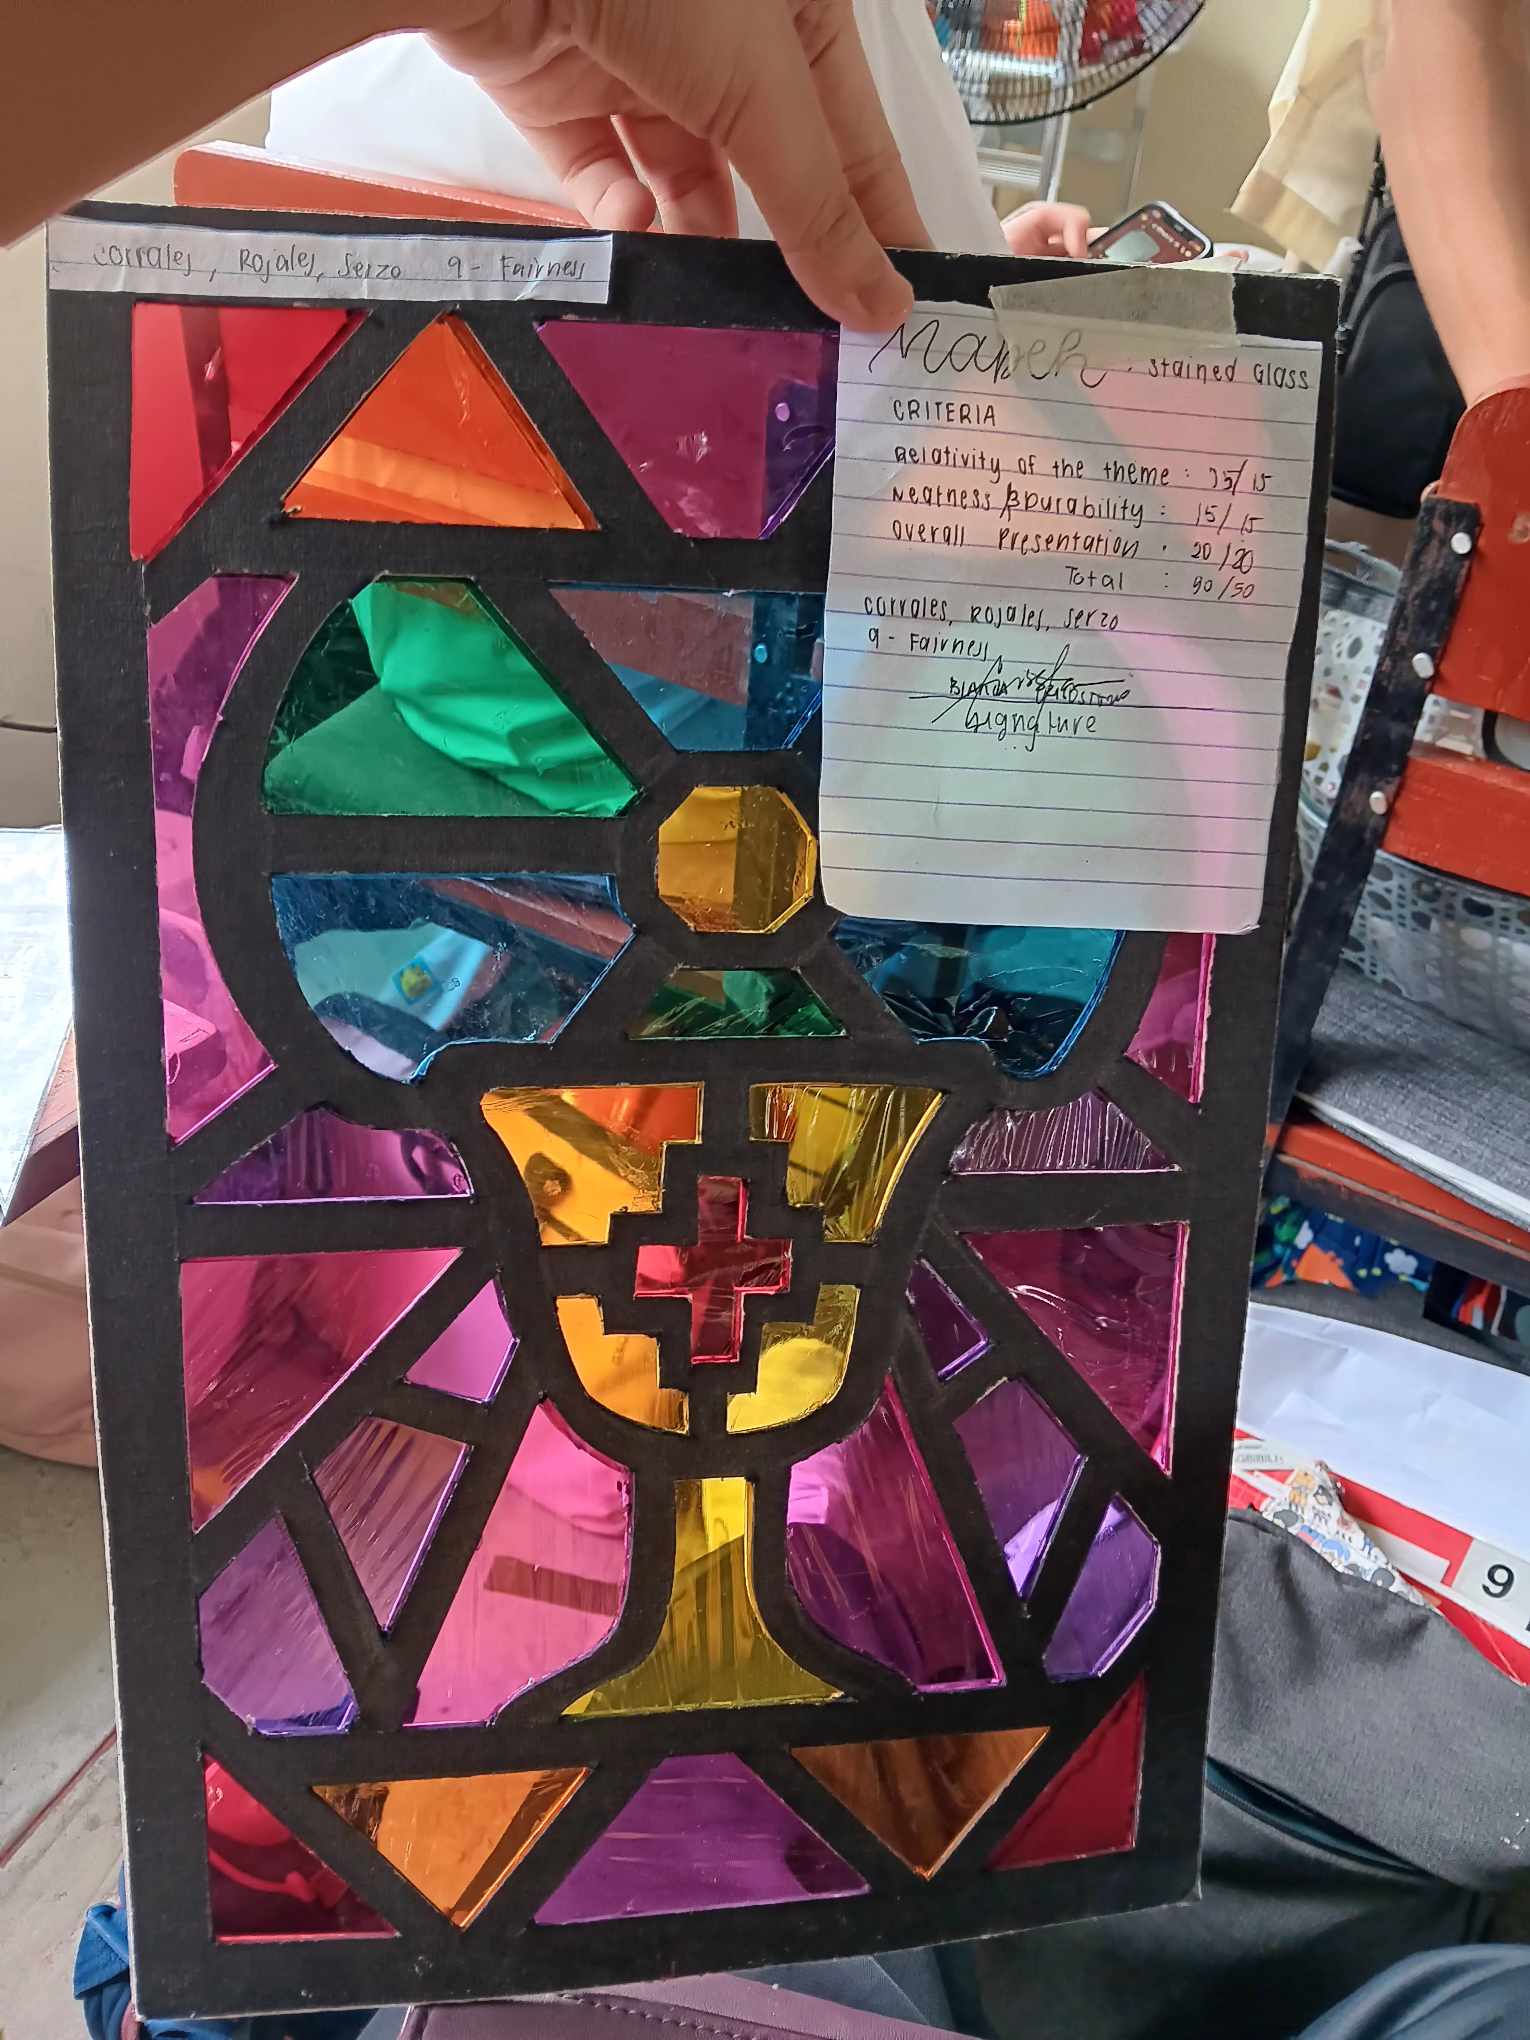 Corrales, Rojales, Serzo 9 - Fairness
Mapeh . stained Glass
CRITERIA
Relativity of the theme : 15/15
Neatness & Durability : 15/15
Overall Presentation . 20/20
Total : 50/50
Corrales, Rojales, Serzo
9 - Fairness
signature
9